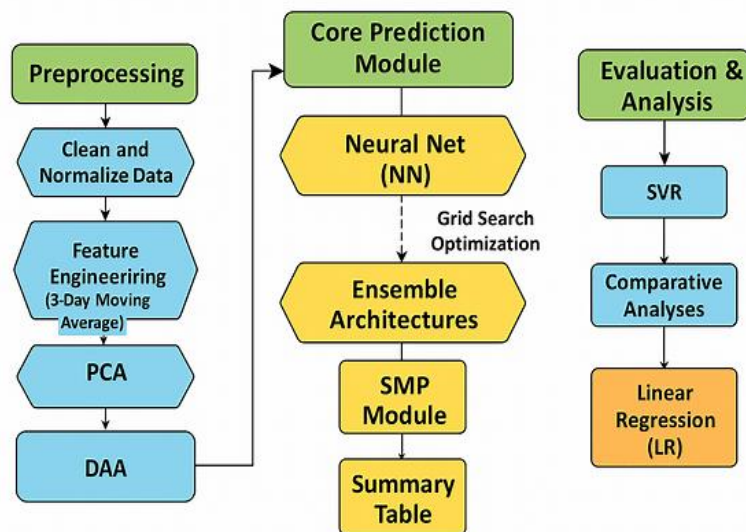 Preprocessing
Clean and
Normalize Data
Feature
Engineeriring
(3-Day Moving
Average)
PCA
DAA
Core Prediction
Module
Neural Net
(NN)
Grid Search
Optimization
Ensemble
Architectures
SMP
Module
Summary
Table
Evaluation &
Analysis
SVR
Comparative
Analyses
Linear
Regression
(LR)